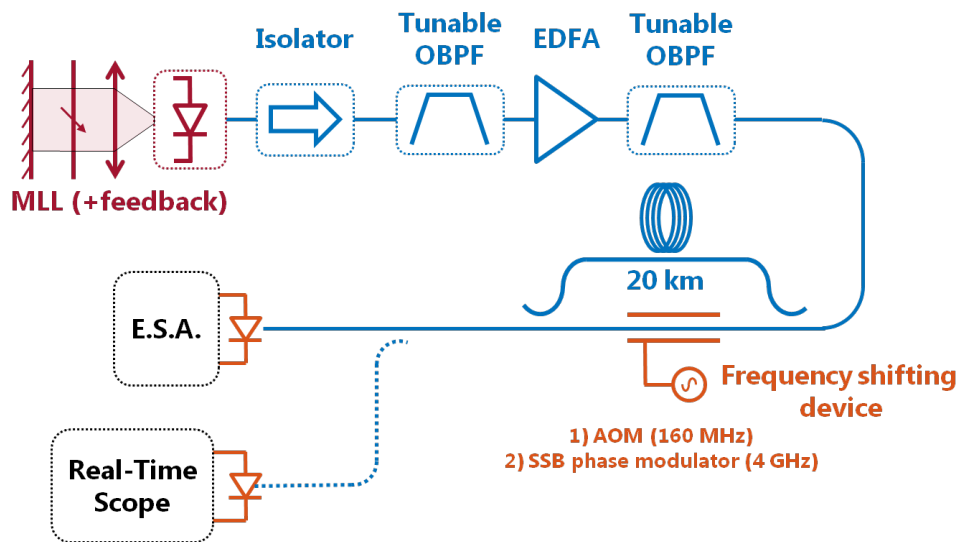 Isolator
Tunable
OBPF
EDFA
Tunable
OBPF
MLL (+feedback)
20 km
E.S.A.
Frequency shifting
device
1) AOM (160 MHz)
2) SSB phase modulator (4 GHz)
Real-Time
Scope